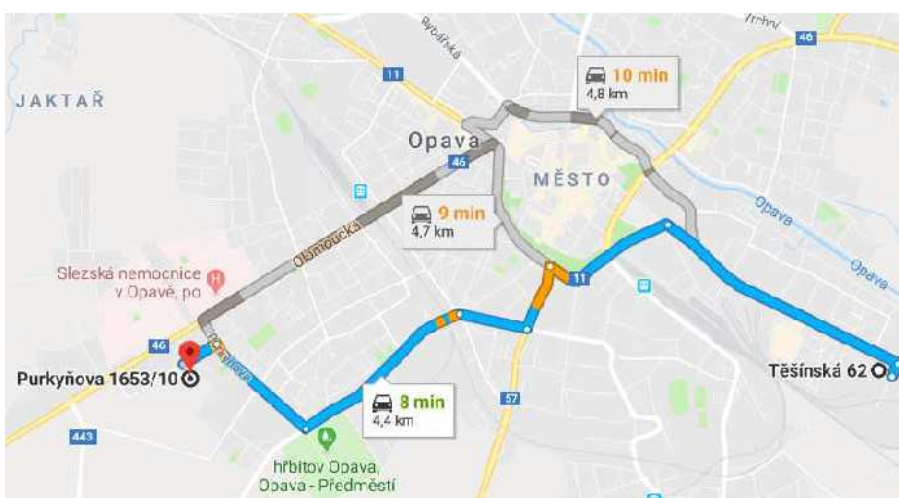 Rybářská
46
11
10 min
4,8 km
JAKTAŘ
Opava
46
MĚSTO
9 min
4,7 km
Opava
Olomoucká
Slezská nemocnice
v Opavě, po
H
11
Opava
46
Purkyňova
Purkyňova 1653/10
Těšínská 62
8 min
4,4 km
57
443
hřbitov Opava,
Opava - Předměstí